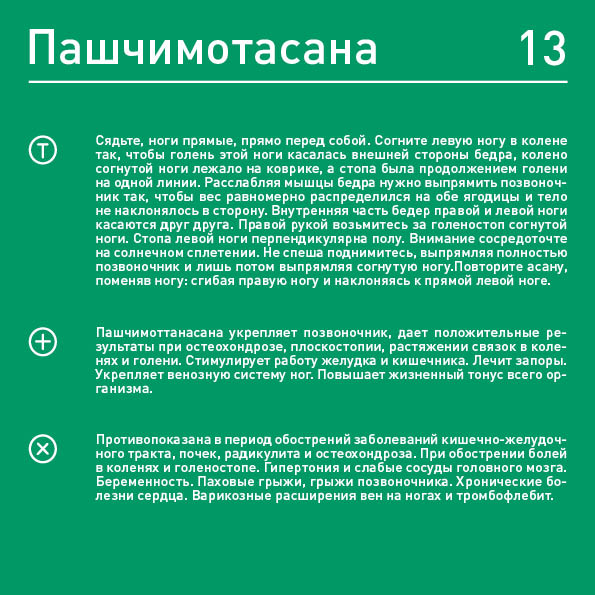 Пашчимотасана 13
T
Сядьте, ноги прямые, прямо перед собой. Согните левую ногу в колене
так, чтобы голень этой ноги касалась внешней стороны бедра, колено
согнутой ноги лежало на коврике, а стопа была продолжением голени
на одной линии. Расслабляя мышцы бедра нужно выпрямить позвоноч-
ник так, чтобы вес равномерно распределился на обе ягодицы и тело
не наклонялось в сторону. Внутренняя часть бедер правой и левой ноги
касаются друг друга. Правой рукой возьмитесь за голеностоп согнутой
ноги. Стопа левой ноги перпендикулярна полу. Внимание сосредоточте
на солнечном сплетении. Не спеша поднимитесь, выпрямляя полностью
позвоночник и лишь потом выпрямляя согнутую ногу.Повторите асану,
поменяв ногу: сгибая правую ногу и наклоняясь к прямой левой ноге.
Пашчимоттанасана укрепляет позвоночник, дает положительные ре-
зультаты при остеохондрозе, плоскостопии, растяжении связок в коле-
нях и голени. Стимулирует работу желудка и кишечника. Лечит запоры.
Укрепляет венозную систему ног. Повышает жизненный тонус всего ор-
ганизма.
Противопоказана в период обострений заболеваний кишечно-желудоч-
ного тракта, почек, радикулита и остеохондроза. При обострении болей
в коленях и голеностопе. Гипертония и слабые сосуды головного мозга.
Беременность. Паховые грыжи, грыжи позвоночника. Хронические бо-
лезни сердца. Варикозные расширения вен на ногах и тромбофлебит.